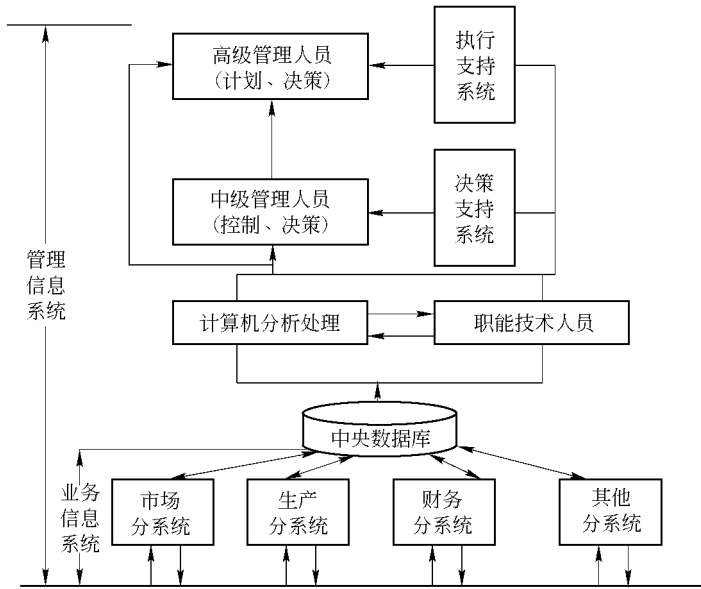 高级管理人员
(计划、决策)
执行
支持
系统
中级管理人员
(控制、决策)
决策
支持
系统
管理
信息
系统
计算机分析处理
职能技术人员
中央数据库
业务
信息
系统
市场
分系统
生产
分系统
财务
分系统
其他
分系统